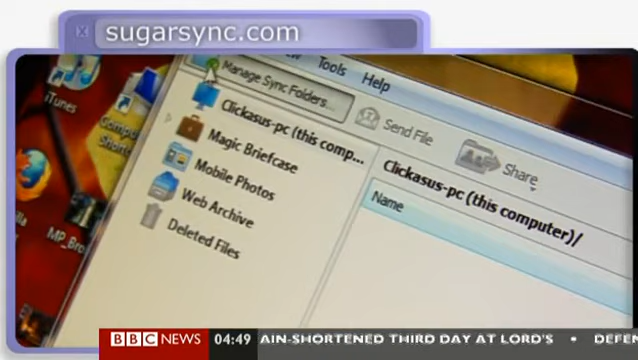 sugarsync.com
Tools
Help
Manage Sync Folders...
iTunes
Clickasus-pc (this comp...
Send File
Share
Magic Briefcase
Clickasus-pc (this computer)/
Mobile Photos
Name
Web Archive
Deleted Files
BBC NEWS 04:49 AIN-SHORTENED THIRD DAY AT LORD'S • DEFEN